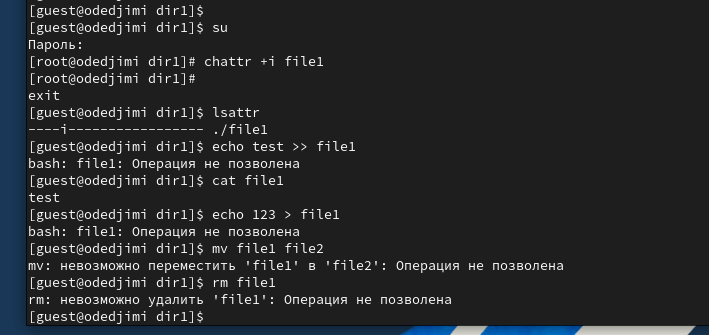 [guest@odedjimi dir1]$
[guest@odedjimi dir1]$ su
Пароль:
[root@odedjimi dir1]# chattr +i file1
[root@odedjimi dir1]#
exit
[guest@odedjimi dir1]$ lsattr
----i----------------- ./file1
[guest@odedjimi dir1]$ echo test >> file1
bash: file1: Операция не позволена
[guest@odedjimi dir1]$ cat file1
test
[guest@odedjimi dir1]$ echo 123 > file1
bash: file1: Операция не позволена
[guest@odedjimi dir1]$ mv file1 file2
mv: невозможно переместить 'file1' в 'file2': Операция не позволена
[guest@odedjimi dir1]$ rm file1
rm: невозможно удалить 'file1': Операция не позволена
[guest@odedjimi dir1]$